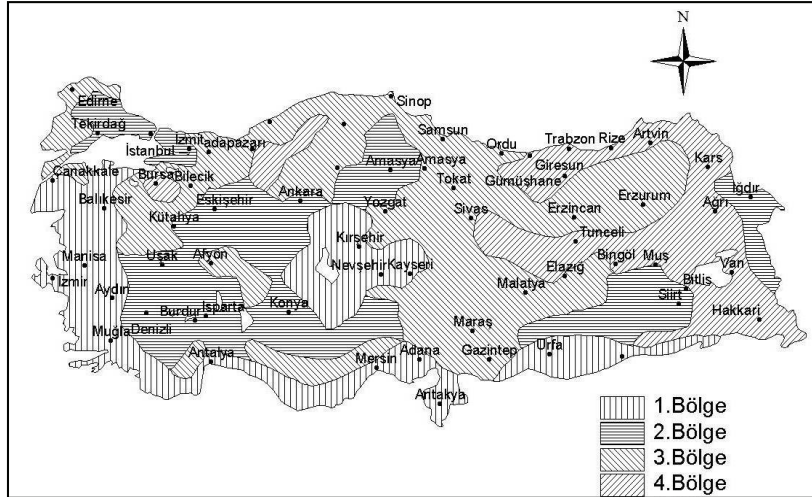 N
Edirne
Sinop
Tekirdağ
Samsun
Artvin
İstanbul
İzmit
adapazarı
Ordu
Trabzon
Rize
Kars
Çanakkale
Bursa
Bilecik
Amasya
Amasya
Giresun
Gümüşhane
Tokat
Iğdır
Ankara
Balıkesir
Eskişehir
Yozgat
Erzurum
Ağrı
Kütahya
Sivas
Erzincan
Kırşehir
Tunceli
Manisa
Uşak
Afyon
Nevşehir
Kayseri
Elazığ
Bingöl
Muş
Van
İzmir
Malatya
Bitlis
Aydın
Siirt
Burdur
Isparta
Konya
Hakkari
Muğla
Denizli
Maraş
Antalya
Mersin
Adana
Gazintep
Urfa
Antakya
1.Bölge
2.Bölge
3.Bölge
4.Bölge